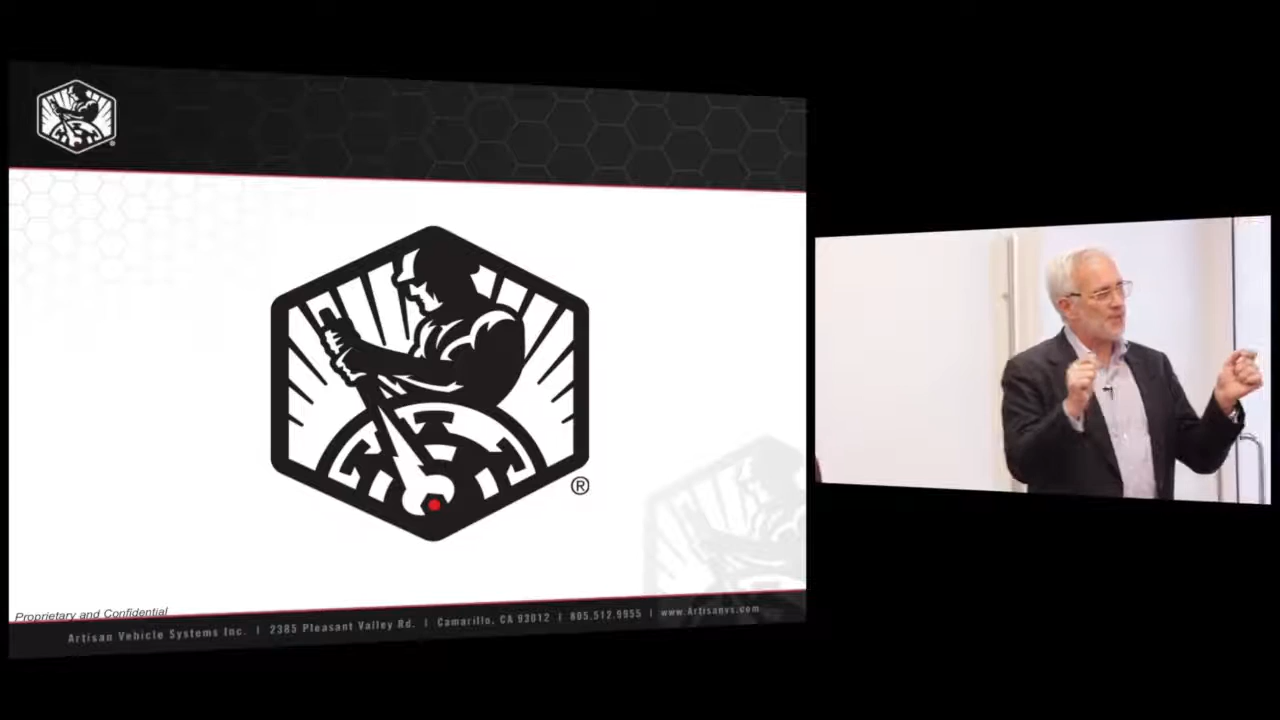 ®
Proprietary and Confidential
Artisan Vehicle Systems Inc. | 2385 Pleasant Valley Rd. | Camarillo, CA 93012 | 805.512.9955 | www.Artisanvs.com